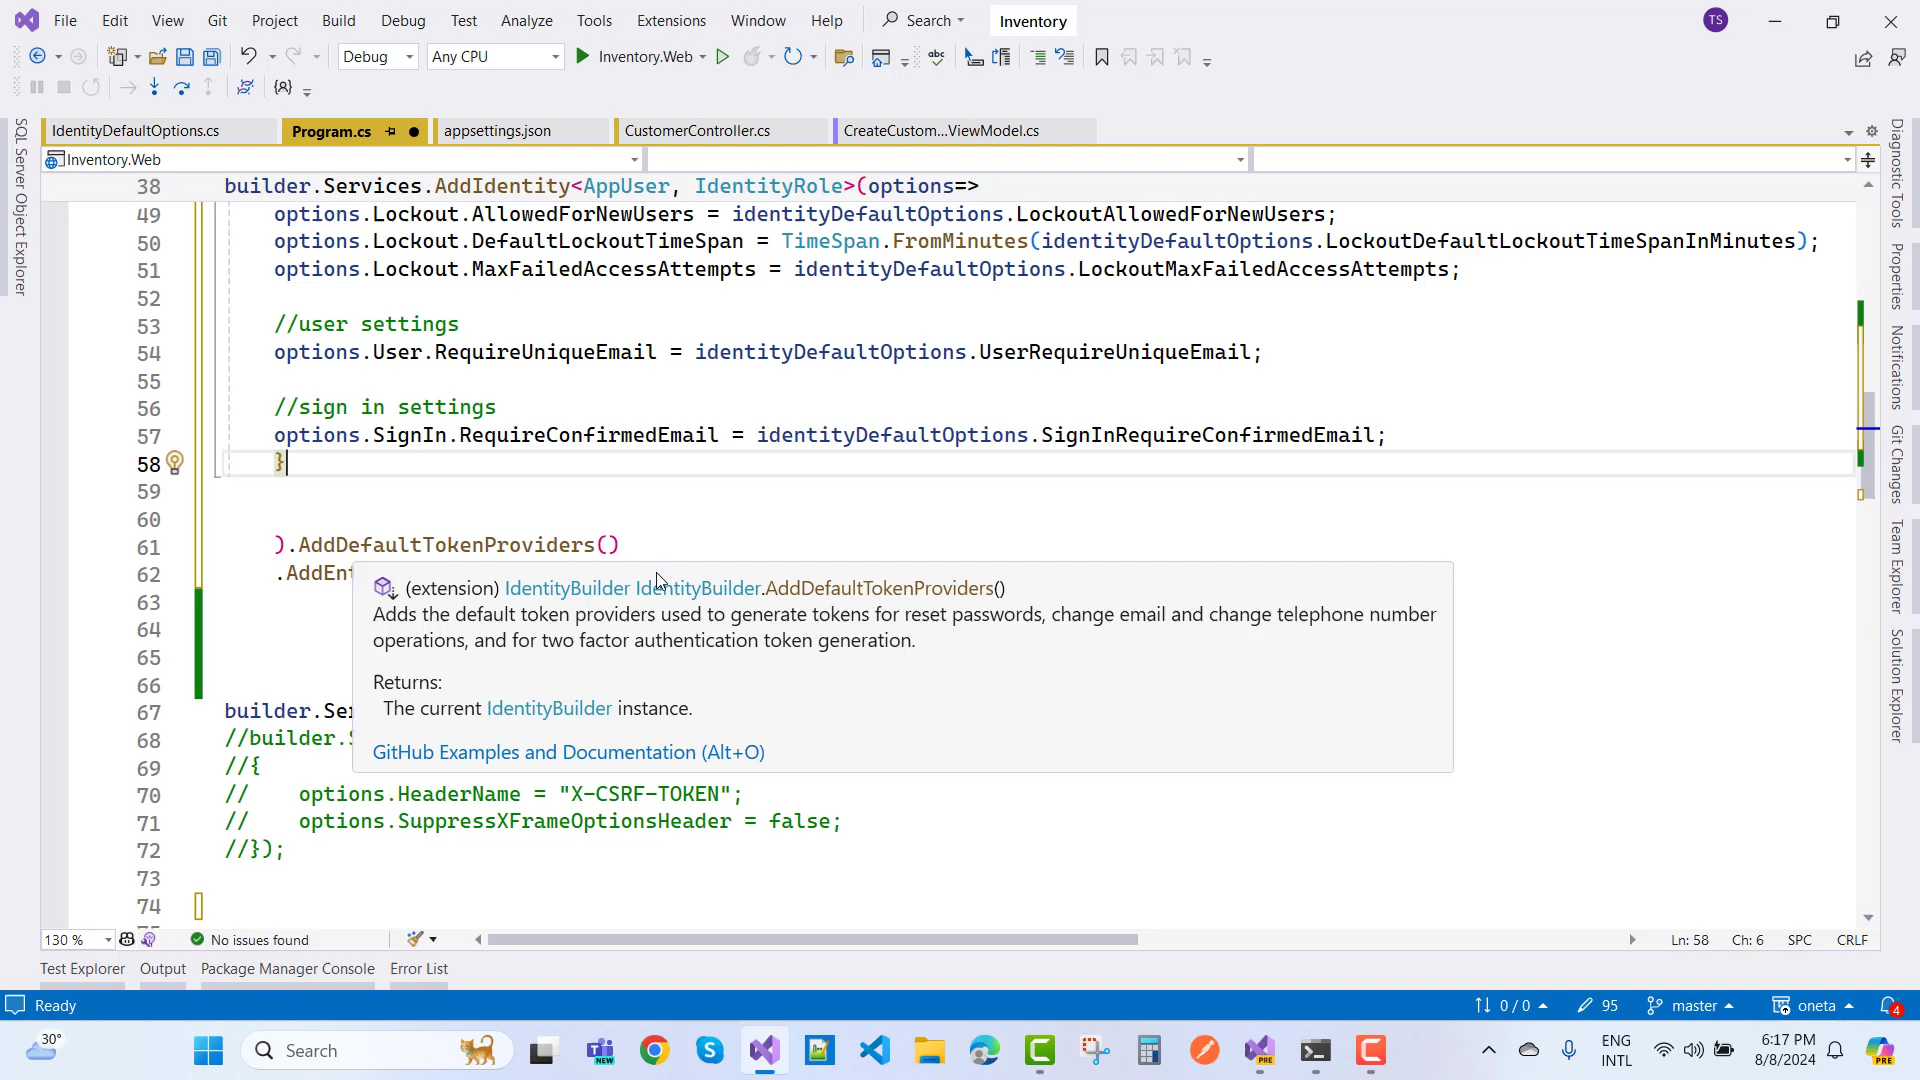 File Edit View Git Project Build Debug Test Analyze Tools Extensions Window Help Search Inventory TS
Debug Any CPU Inventory.Web
IdentityDefaultOptions.cs Program.cs appsettings.json CustomerController.cs CreateCustom...ViewModel.cs
Inventory.Web
38 builder.Services.AddIdentity<AppUser, IdentityRole>(options=>
49 options.Lockout.AllowedForNewUsers = identityDefaultOptions.LockoutAllowedForNewUsers;
50 options.Lockout.DefaultLockoutTimeSpan = TimeSpan.FromMinutes(identityDefaultOptions.LockoutDefaultLockoutTimeSpanInMinutes);
51 options.Lockout.MaxFailedAccessAttempts = identityDefaultOptions.LockoutMaxFailedAccessAttempts;
52
53 //user settings
54 options.User.RequireUniqueEmail = identityDefaultOptions.UserRequireUniqueEmail;
55
56 //sign in settings
57 options.SignIn.RequireConfirmedEmail = identityDefaultOptions.SignInRequireConfirmedEmail;
58 }
59
60
61 ).AddDefaultTokenProviders()
62 .AddEnt
(extension) IdentityBuilder IdentityBuilder.AddDefaultTokenProviders()
Adds the default token providers used to generate tokens for reset passwords, change email and change telephone number
operations, and for two factor authentication token generation.
Returns:
The current IdentityBuilder instance.
GitHub Examples and Documentation (Alt+O)
63
64
65
66
67 builder.Ser
68 //builder.S
69 //{
70 // options.HeaderName = "X-CSRF-TOKEN";
71 // options.SuppressXFrameOptionsHeader = false;
72 //});
73
74
130 % No issues found Ln: 58 Ch: 6 SPC CRLF
Test Explorer Output Package Manager Console Error List
Ready 0 / 0 95 master oneta 4
30° Search ENG 6:17 PM
INTL 8/8/2024
SQL Server Object Explorer
Diagnostic Tools
Properties
Notifications
Git Changes
Team Explorer
Solution Explorer